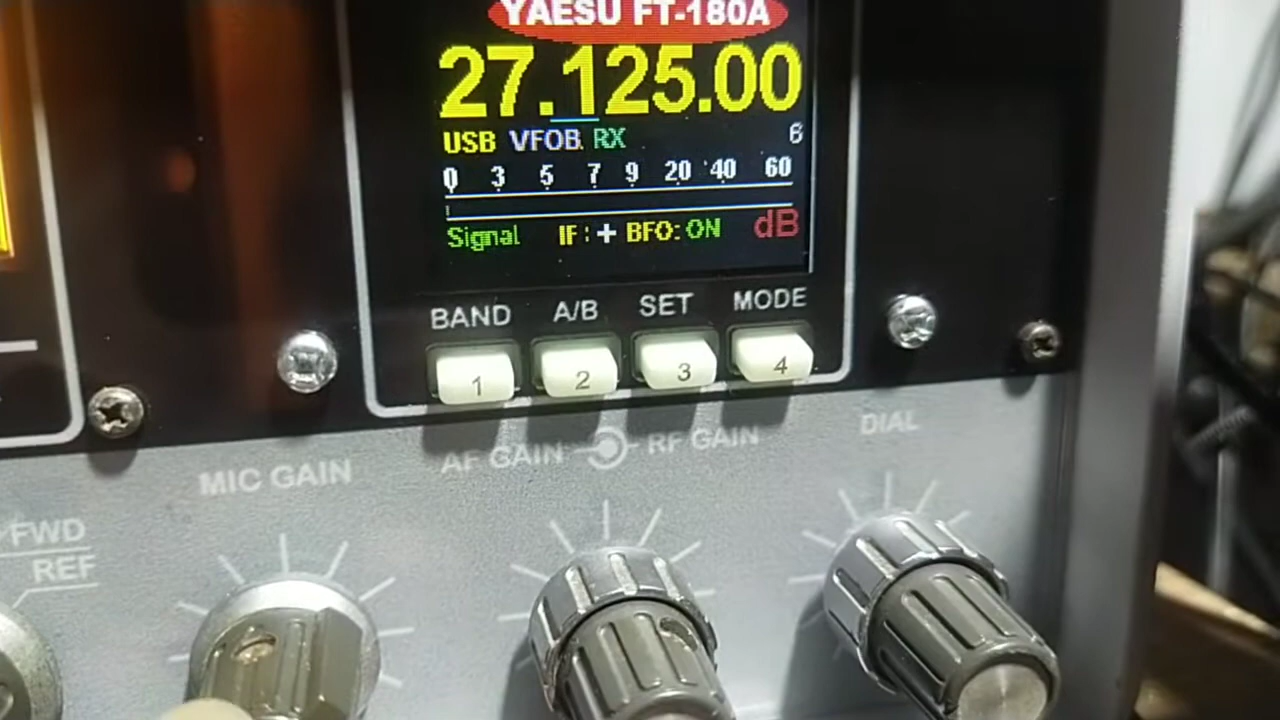 YAESU FT-180A
27.125.00
USB VFOB RX 6
0 3 5 7 9 20 40 60
Signal IF : + BFO: ON dB
BAND A/B SET MODE
1 2 3 4
AF GAIN RF GAIN
DIAL
MIC GAIN
FWD
REF